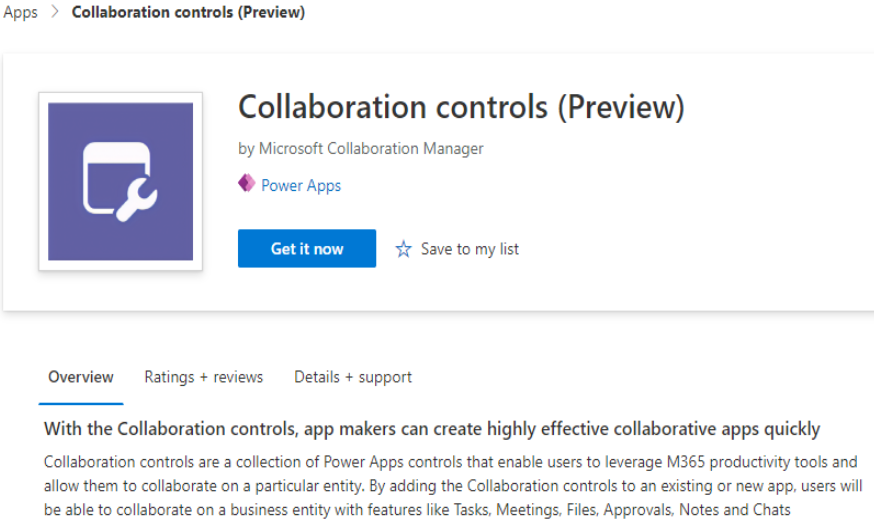 Apps > Collaboration controls (Preview)
Collaboration controls (Preview)
by Microsoft Collaboration Manager
Power Apps
Get it now
Save to my list
Overview
Ratings + reviews
Details + support
With the Collaboration controls, app makers can create highly effective collaborative apps quickly
Collaboration controls are a collection of Power Apps controls that enable users to leverage M365 productivity tools and
allow them to collaborate on a particular entity. By adding the Collaboration controls to an existing or new app, users will
be able to collaborate on a business entity with features like Tasks, Meetings, Files, Approvals, Notes and Chats